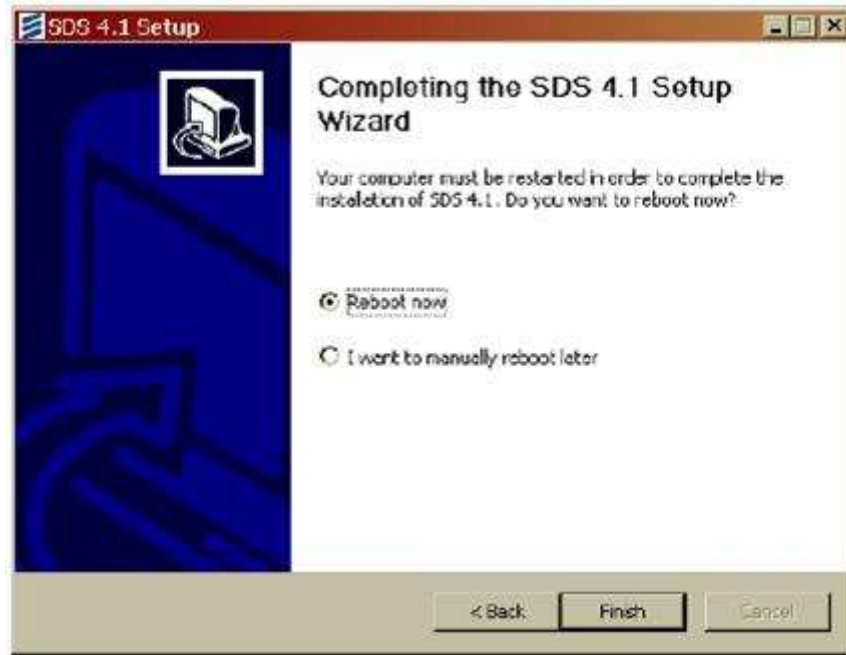 SDS 4.1 Setup
Completing the SDS 4.1 Setup
Wizard
Your computer must be restarted in order to complete the
installation of SDS 4.1. Do you want to reboot now?
Reboot now
I want to manually reboot later
< Back
Finish
Cancel